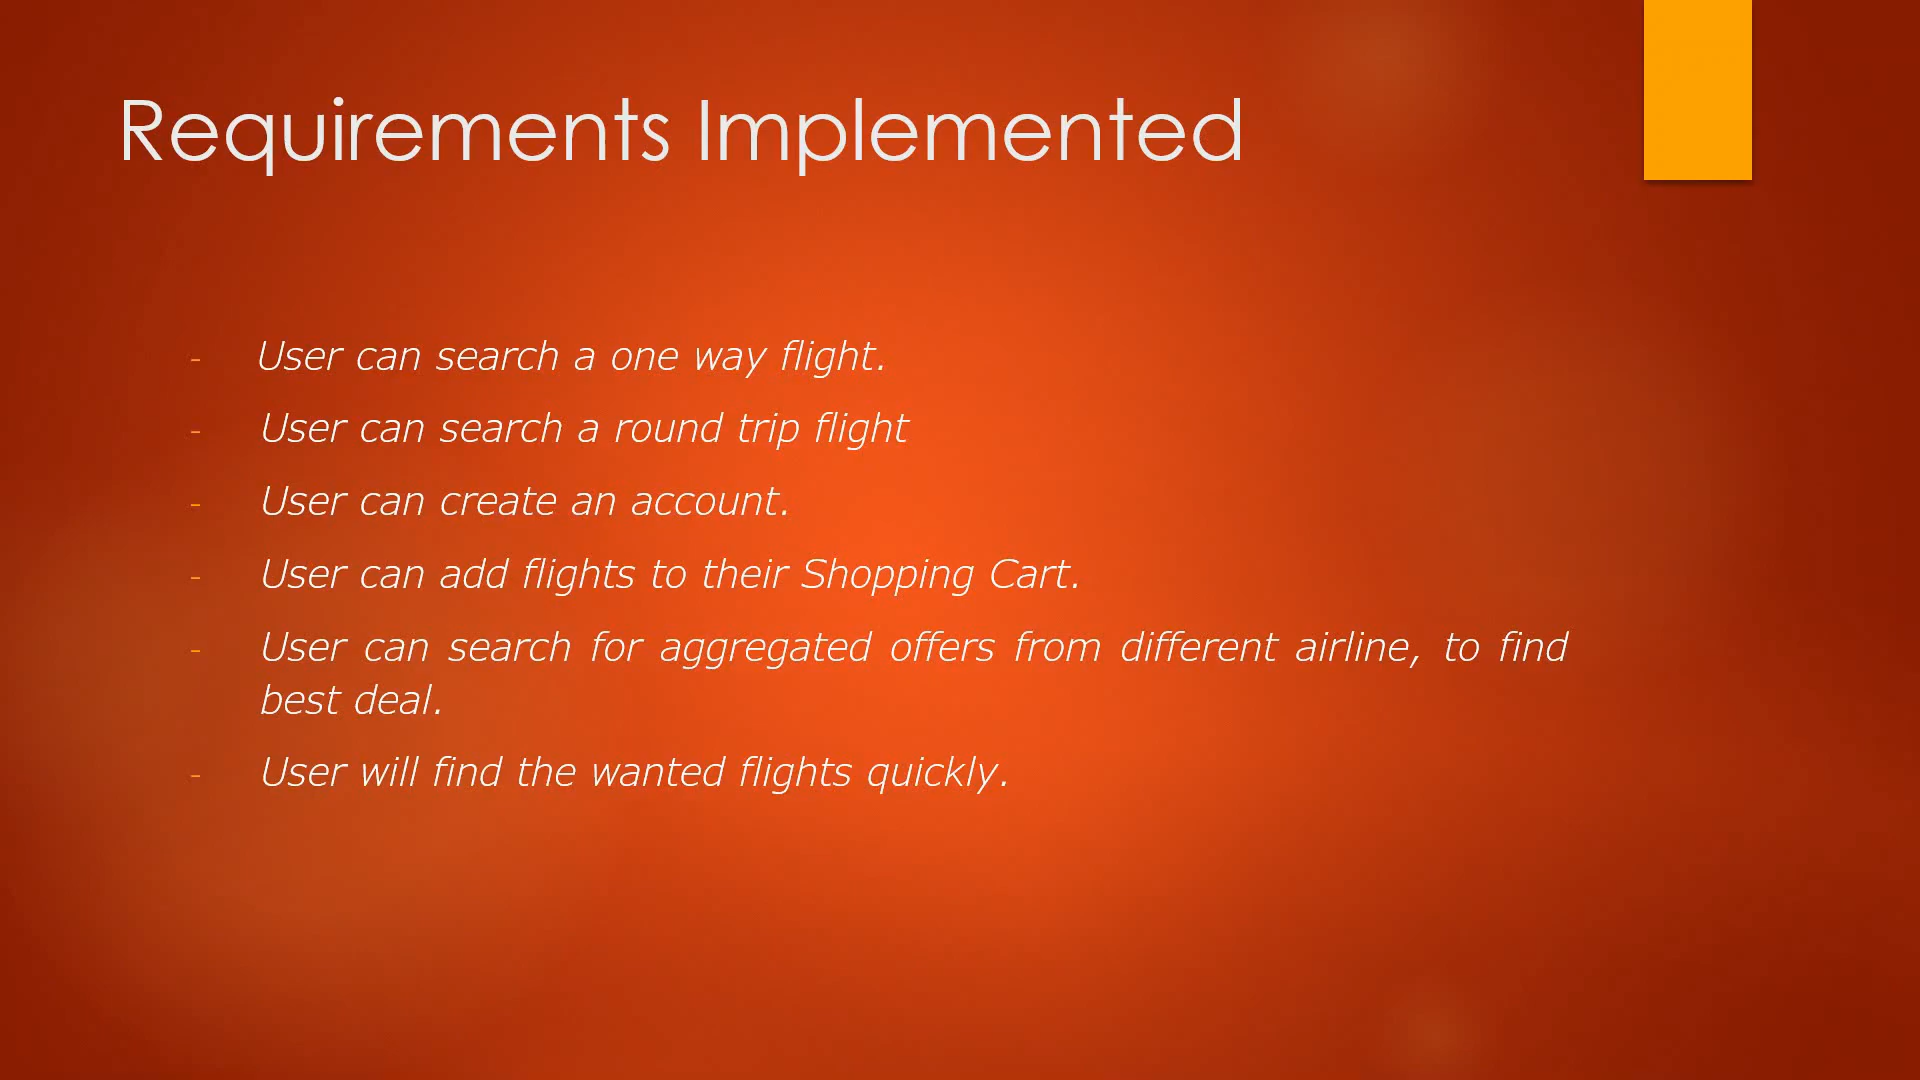 Requirements Implemented
- User can search a one way flight.
- User can search a round trip flight
- User can create an account.
- User can add flights to their Shopping Cart.
- User can search for aggregated offers from different airline, to find
best deal.
- User will find the wanted flights quickly.